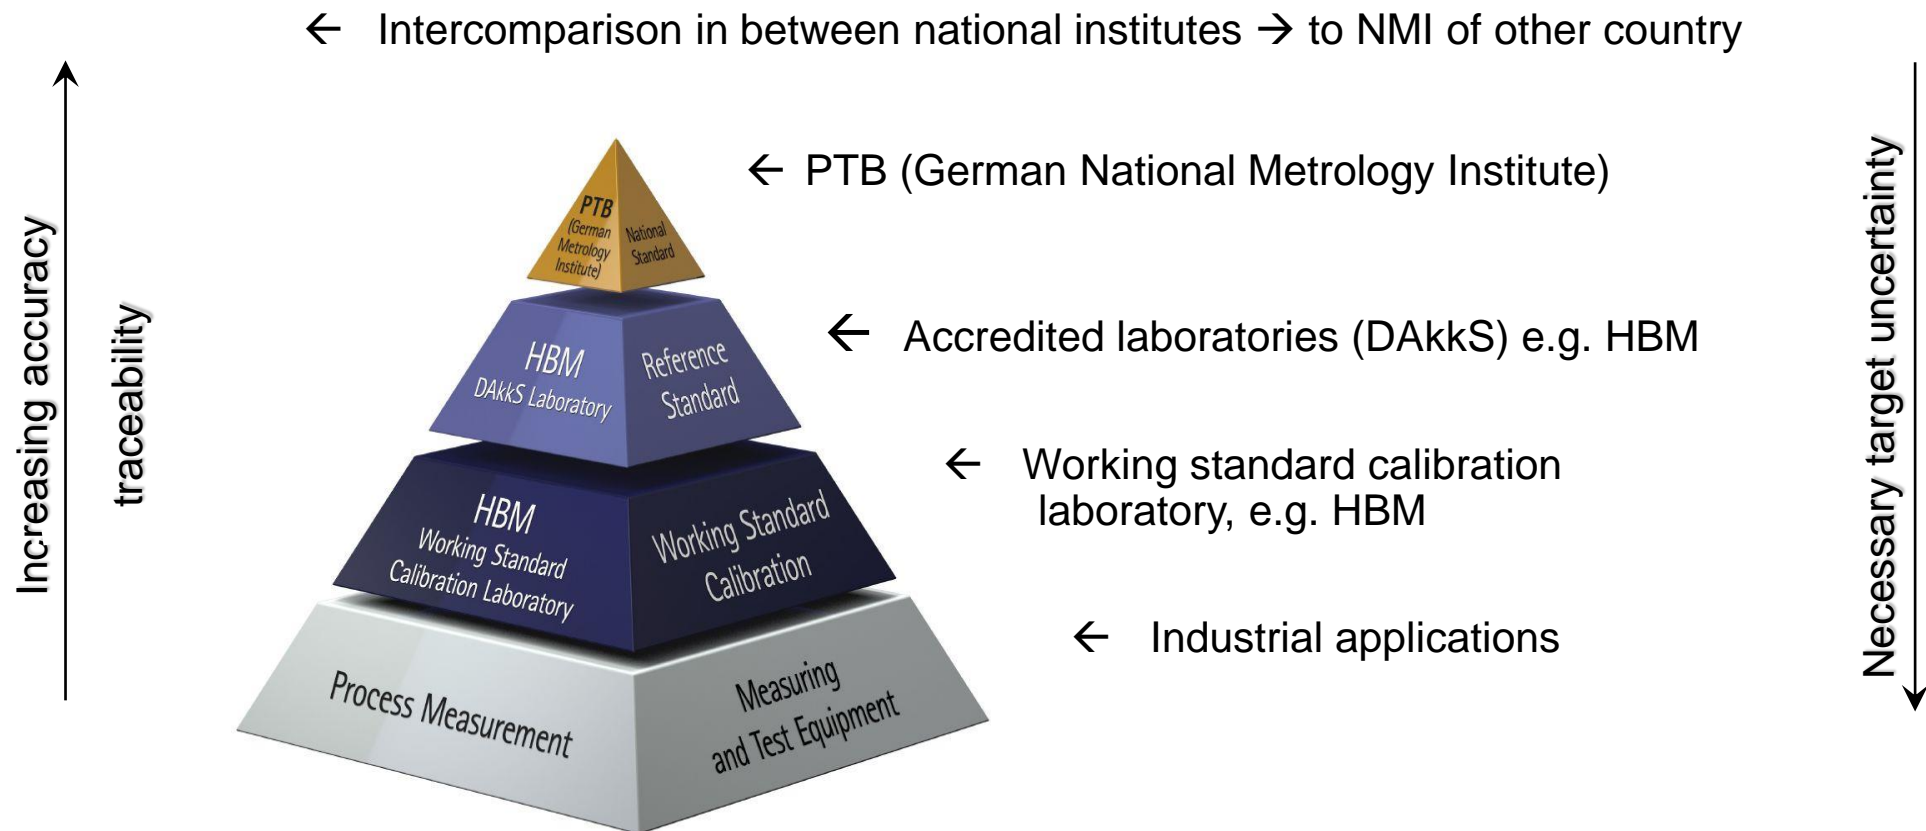 ← Intercomparison in between national institutes → to NMI of other country
Increasing accuracy
traceability
PTB
(German
Metrology
Institute)
National
Standard
← PTB (German National Metrology Institute)
HBM
DAkkS Laboratory
Reference
Standard
← Accredited laboratories (DAkkS) e.g. HBM
HBM
Working Standard
Calibration Laboratory
Working Standard
Calibration
← Working standard calibration
laboratory, e.g. HBM
Process Measurement
Measuring
and Test Equipment
← Industrial applications
Necessary target uncertainty